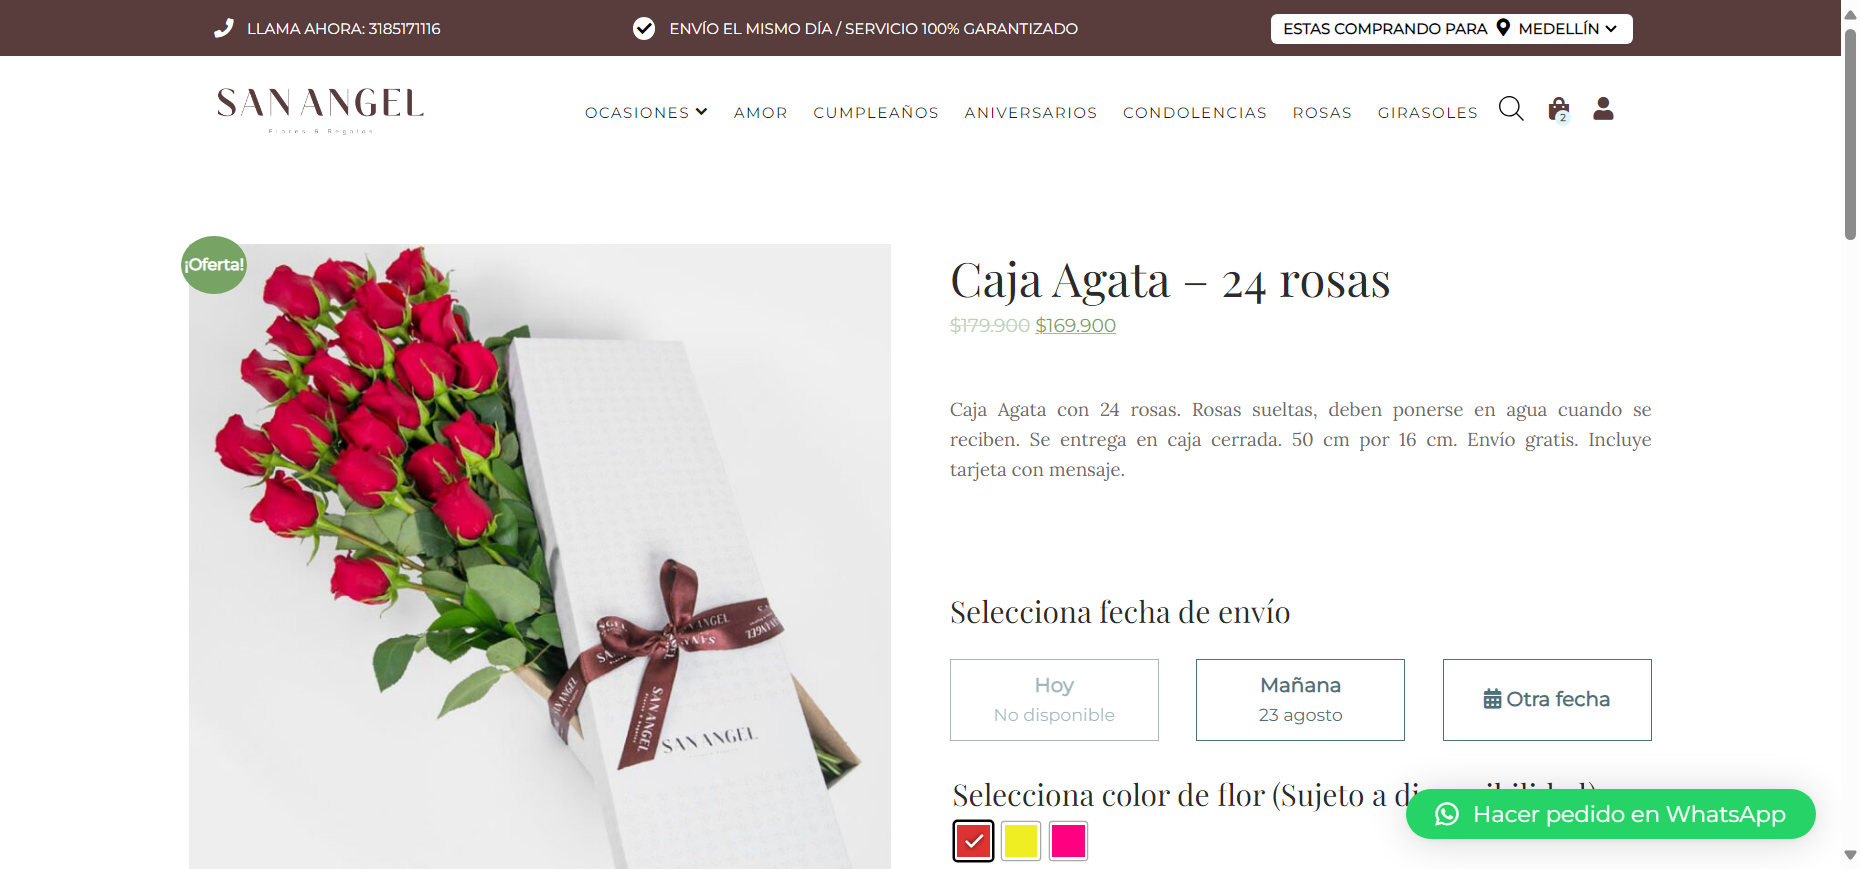 LLAMA AHORA: 3185171116
ENVÍO EL MISMO DÍA / SERVICIO 100% GARANTIZADO
ESTAS COMPRANDO PARA MEDELLÍN
SAN ANGEL
Flores & Regalos
OCASIONES AMOR CUMPLEAÑOS ANIVERSARIOS CONDOLENCIAS ROSAS GIRASOLES
2
¡Oferta!
Caja Agata – 24 rosas
$179.900 $169.900
Caja Agata con 24 rosas. Rosas sueltas, deben ponerse en agua cuando se
reciben. Se entrega en caja cerrada. 50 cm por 16 cm. Envío gratis. Incluye
tarjeta con mensaje.
SAN ANGEL
SAN ANGEL
SAN ANGEL
Selecciona fecha de envío
Hoy
No disponible
Mañana
23 agosto
Otra fecha
Selecciona color de flor (Sujeto a
Hacer pedido en WhatsApp